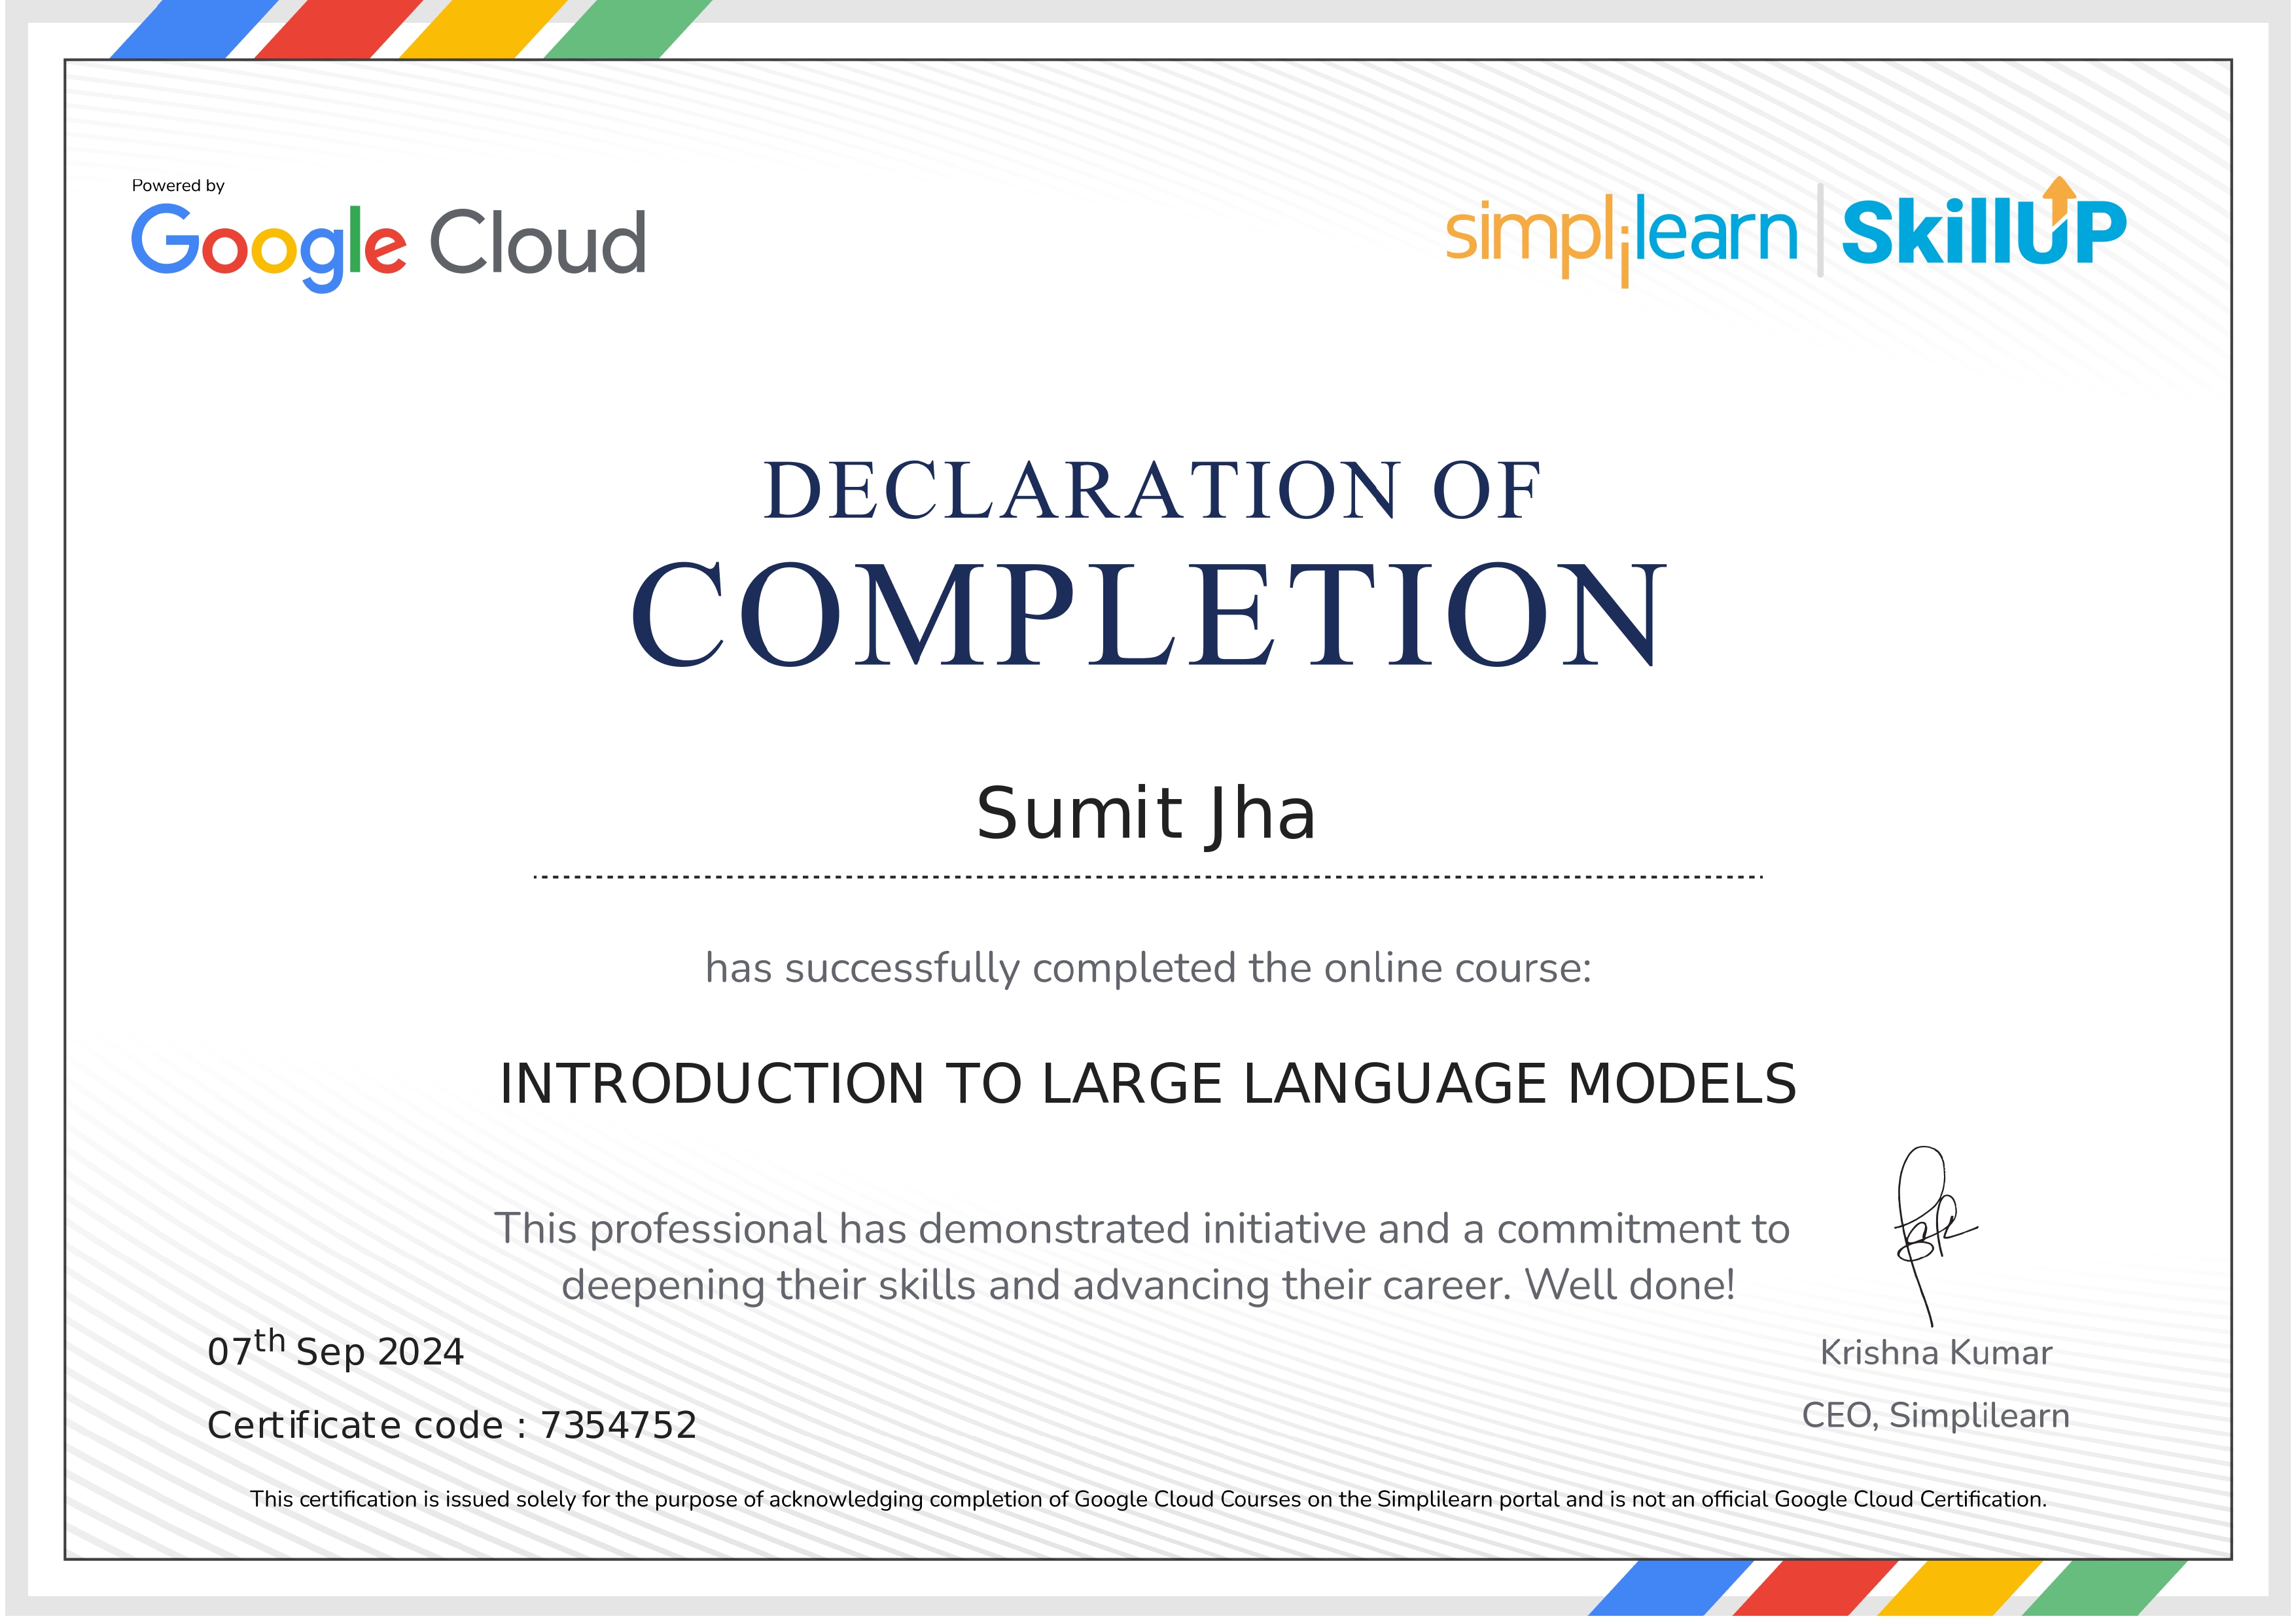 Powered by
Google Cloud
simplilearn | SkillUP
DECLARATION OF
COMPLETION
Sumit Jha
has successfully completed the online course:
INTRODUCTION TO LARGE LANGUAGE MODELS
This professional has demonstrated initiative and a commitment to
deepening their skills and advancing their career. Well done!
07th Sep 2024
Krishna Kumar
Certificate code : 7354752
CEO, Simplilearn
This certification is issued solely for the purpose of acknowledging completion of Google Cloud Courses on the Simplilearn portal and is not an official Google Cloud Certification.